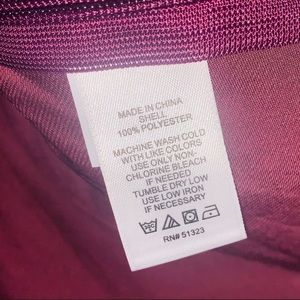 MADE IN CHINA
SHELL
100% POLYESTER
MACHINE WASH COLD
WITH LIKE COLORS
USE ONLY NON-
CHLORINE BLEACH
IF NEEDED
TUMBLE DRY LOW
USE LOW IRON
IF NECESSARY
RN# 51323